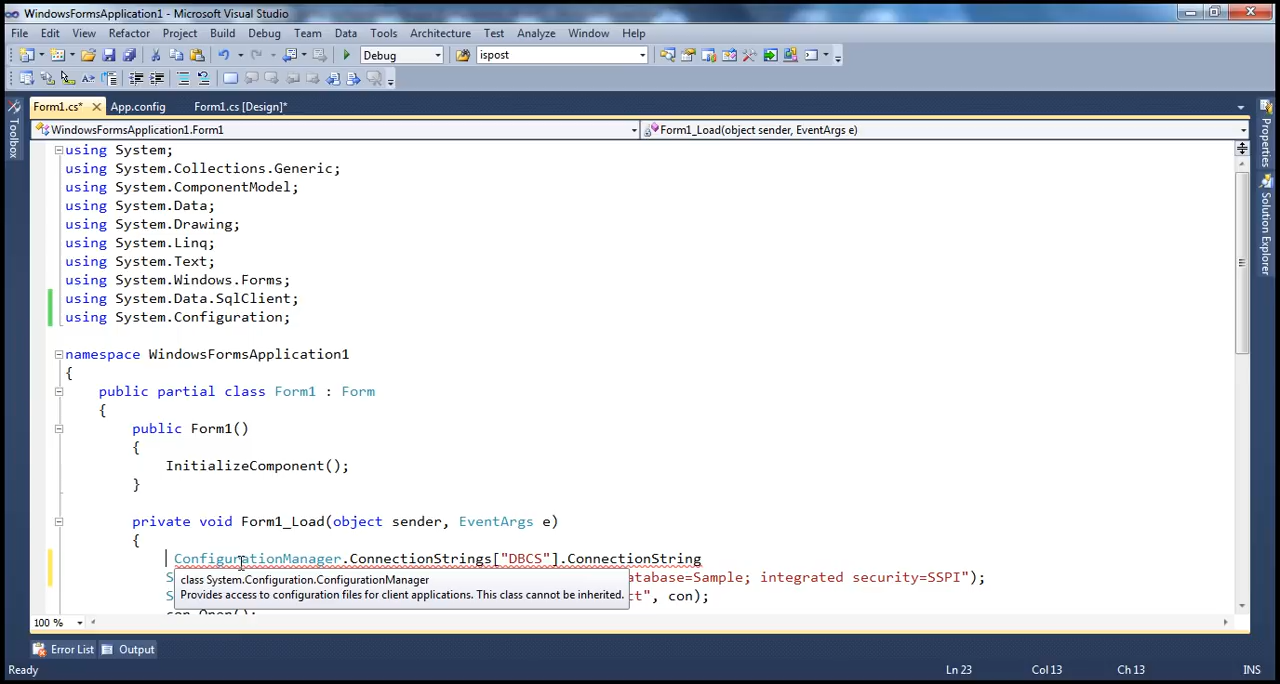 WindowsFormsApplication1 - Microsoft Visual Studio
File Edit View Refactor Project Build Debug Team Data Tools Architecture Test Analyze Window Help
Debug ispost
Form1.cs* App.config Form1.cs [Design]*
WindowsFormsApplication1.Form1 Form1_Load(object sender, EventArgs e)
Toolbox
Properties
Solution Explorer
using System;
using System.Collections.Generic;
using System.ComponentModel;
using System.Data;
using System.Drawing;
using System.Linq;
using System.Text;
using System.Windows.Forms;
using System.Data.SqlClient;
using System.Configuration;
namespace WindowsFormsApplication1
{
public partial class Form1 : Form
{
public Form1()
{
InitializeComponent();
}
private void Form1_Load(object sender, EventArgs e)
{
ConfigurationManager.ConnectionStrings["DBCS"].ConnectionString
S atabase=Sample; integrated security=SSPI");
class System.Configuration.ConfigurationManager
Provides access to configuration files for client applications. This class cannot be inherited.
S ct", con);
con.Open();
100 %
Error List Output
Ready Ln 23 Col 13 Ch 13 INS